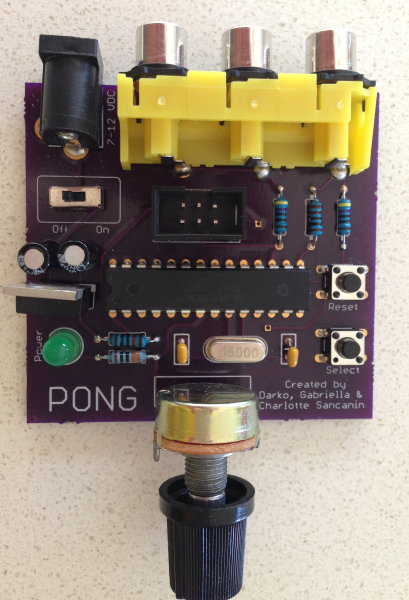 7-12 VDC
Off On
Reset
Power
16.000
Select
PONG
Created by
Darko, Gabriella &
Charlotte Sancanin